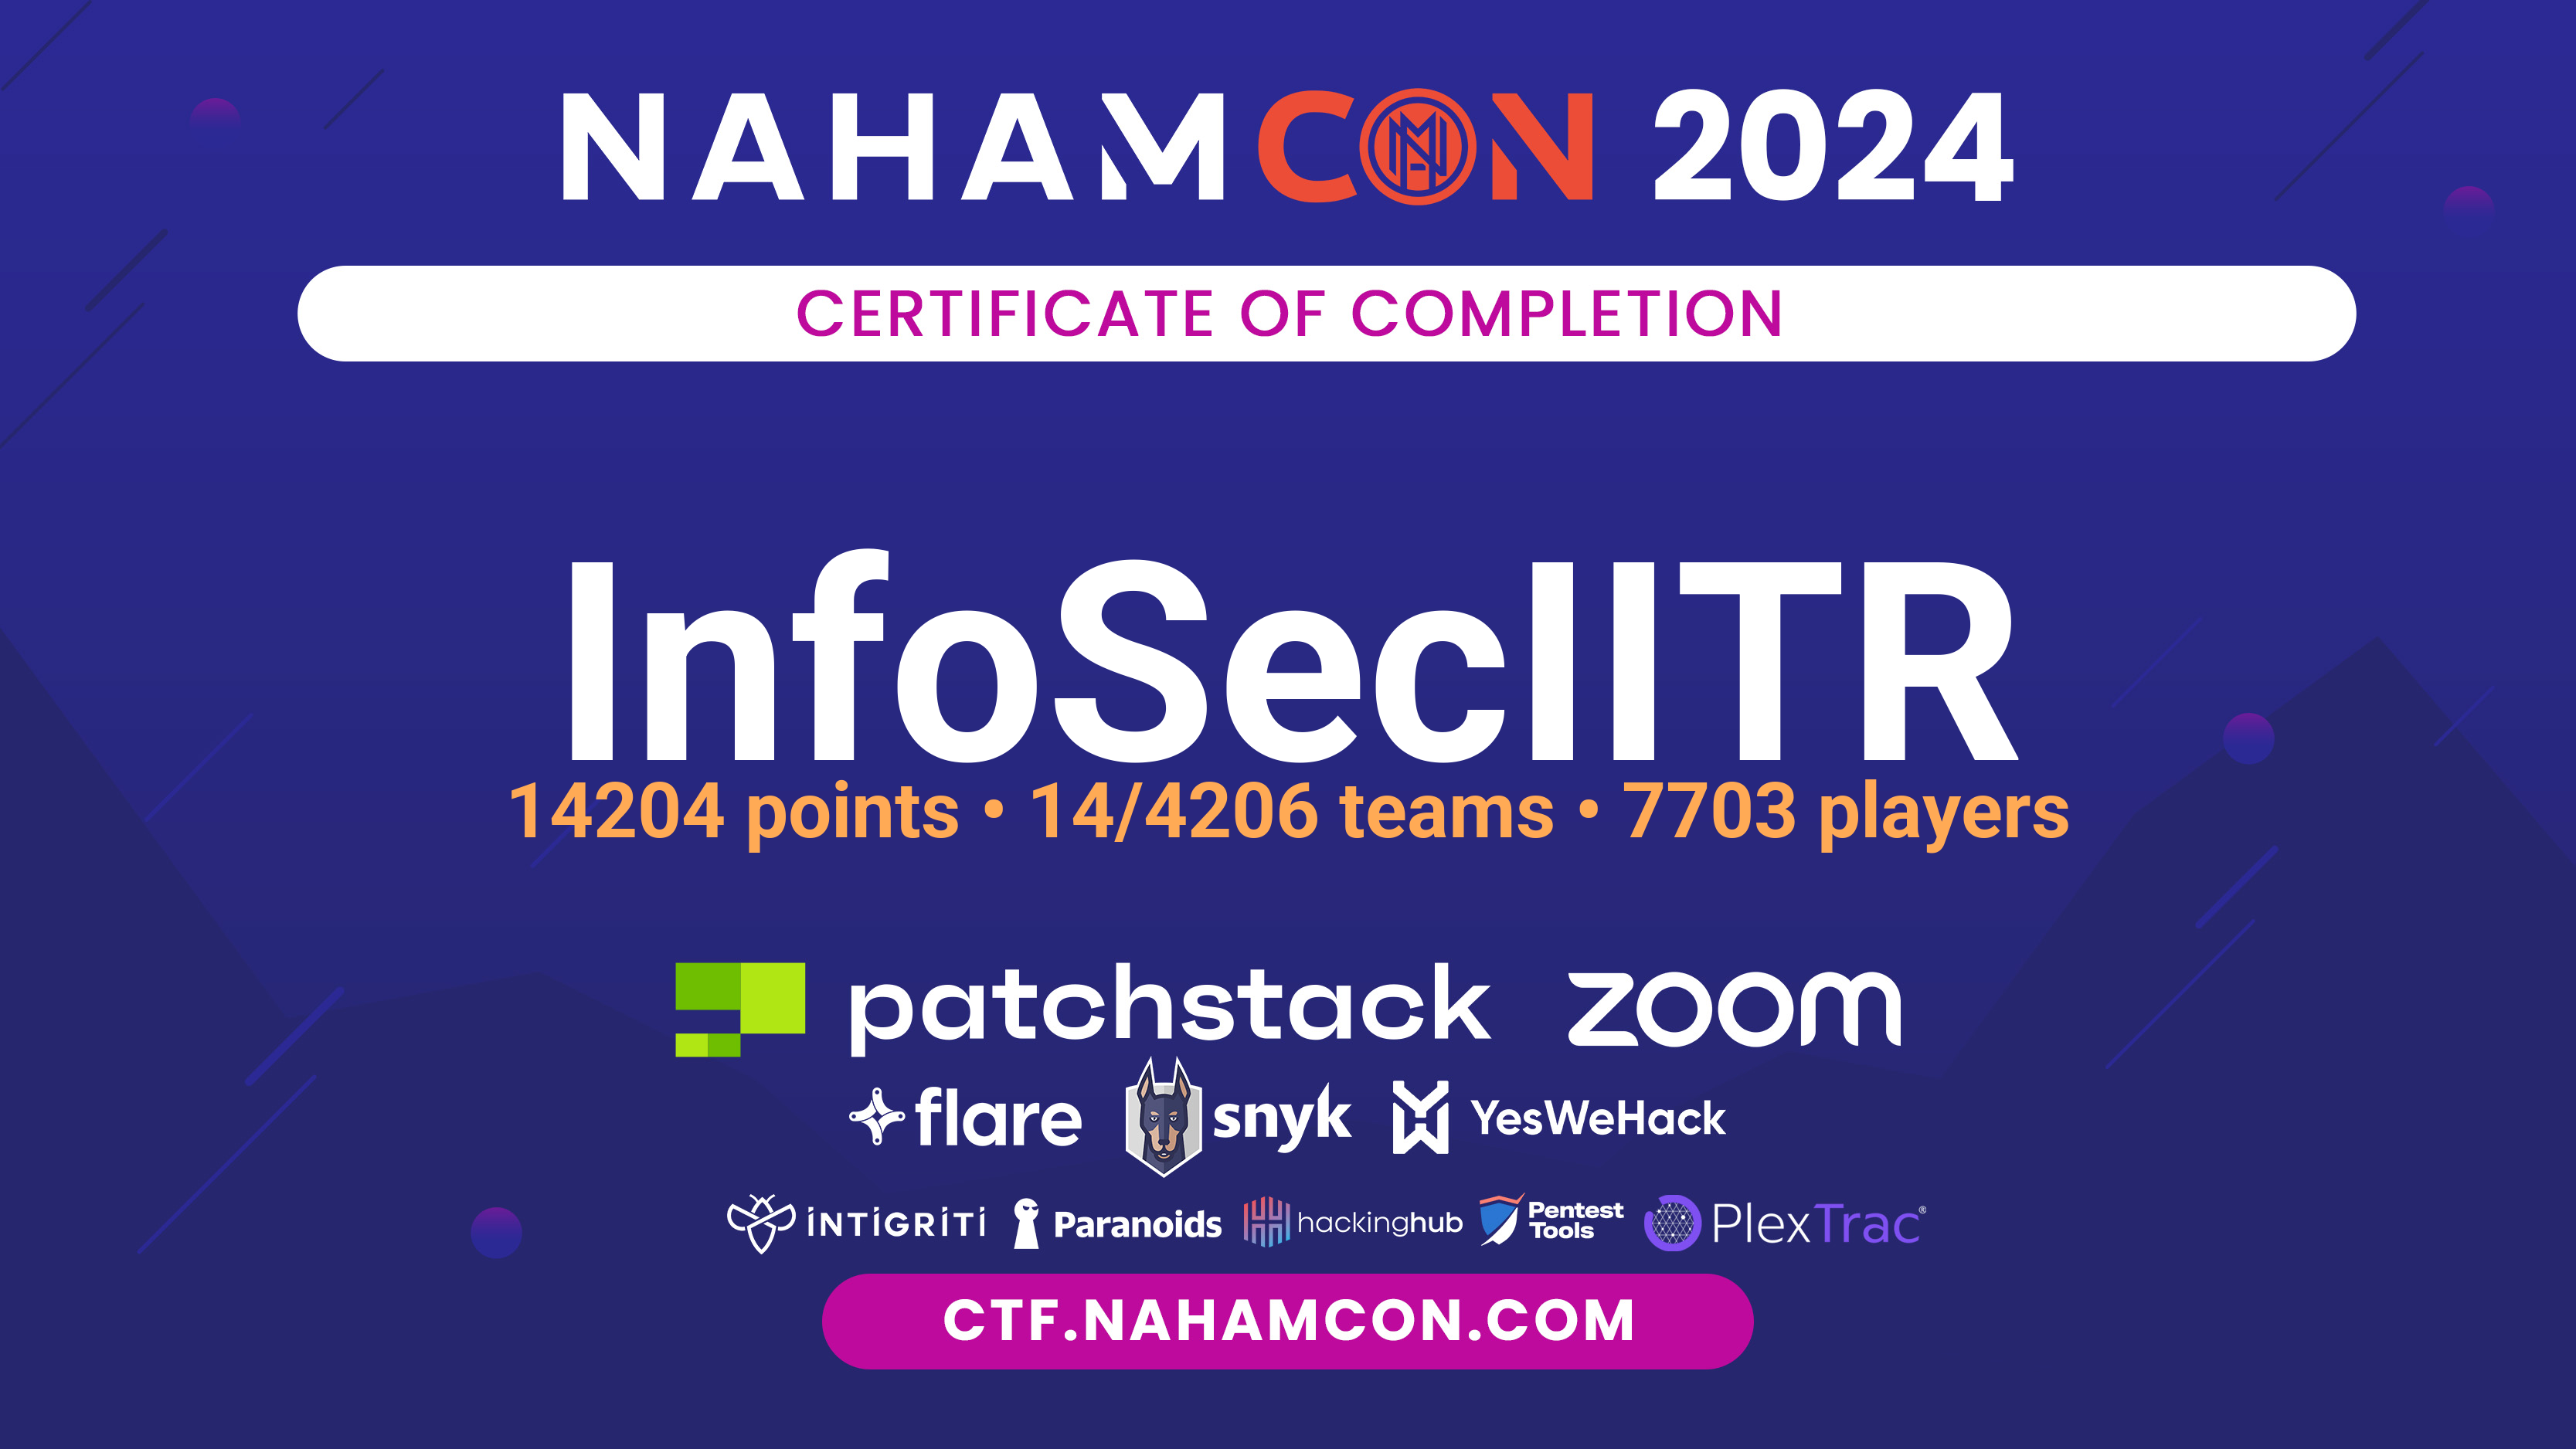 NAHAMCON 2024
CERTIFICATE OF COMPLETION
InfoSecIITR
14204 points • 14/4206 teams • 7703 players
patchstack zoom
flare snyk YesWeHack
INTIGRITI Paranoids hackinghub Pentest Tools PlexTrac®
CTF.NAHAMCON.COM